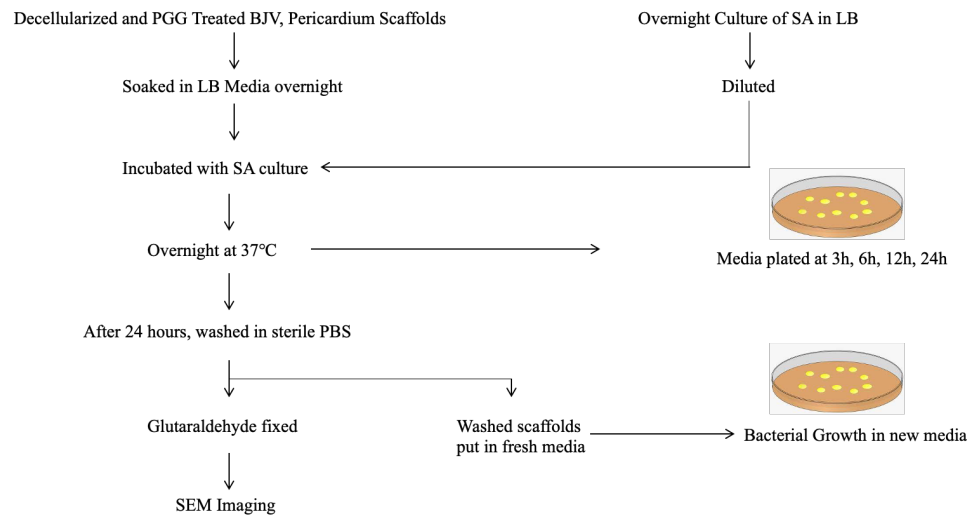 Decellularized and PGG Treated BJV, Pericardium Scaffolds
Overnight Culture of SA in LB
Soaked in LB Media overnight
Diluted
Incubated with SA culture
Overnight at 37°C
Media plated at 3h, 6h, 12h, 24h
After 24 hours, washed in sterile PBS
Glutaraldehyde fixed
Washed scaffolds
put in fresh media
Bacterial Growth in new media
SEM Imaging